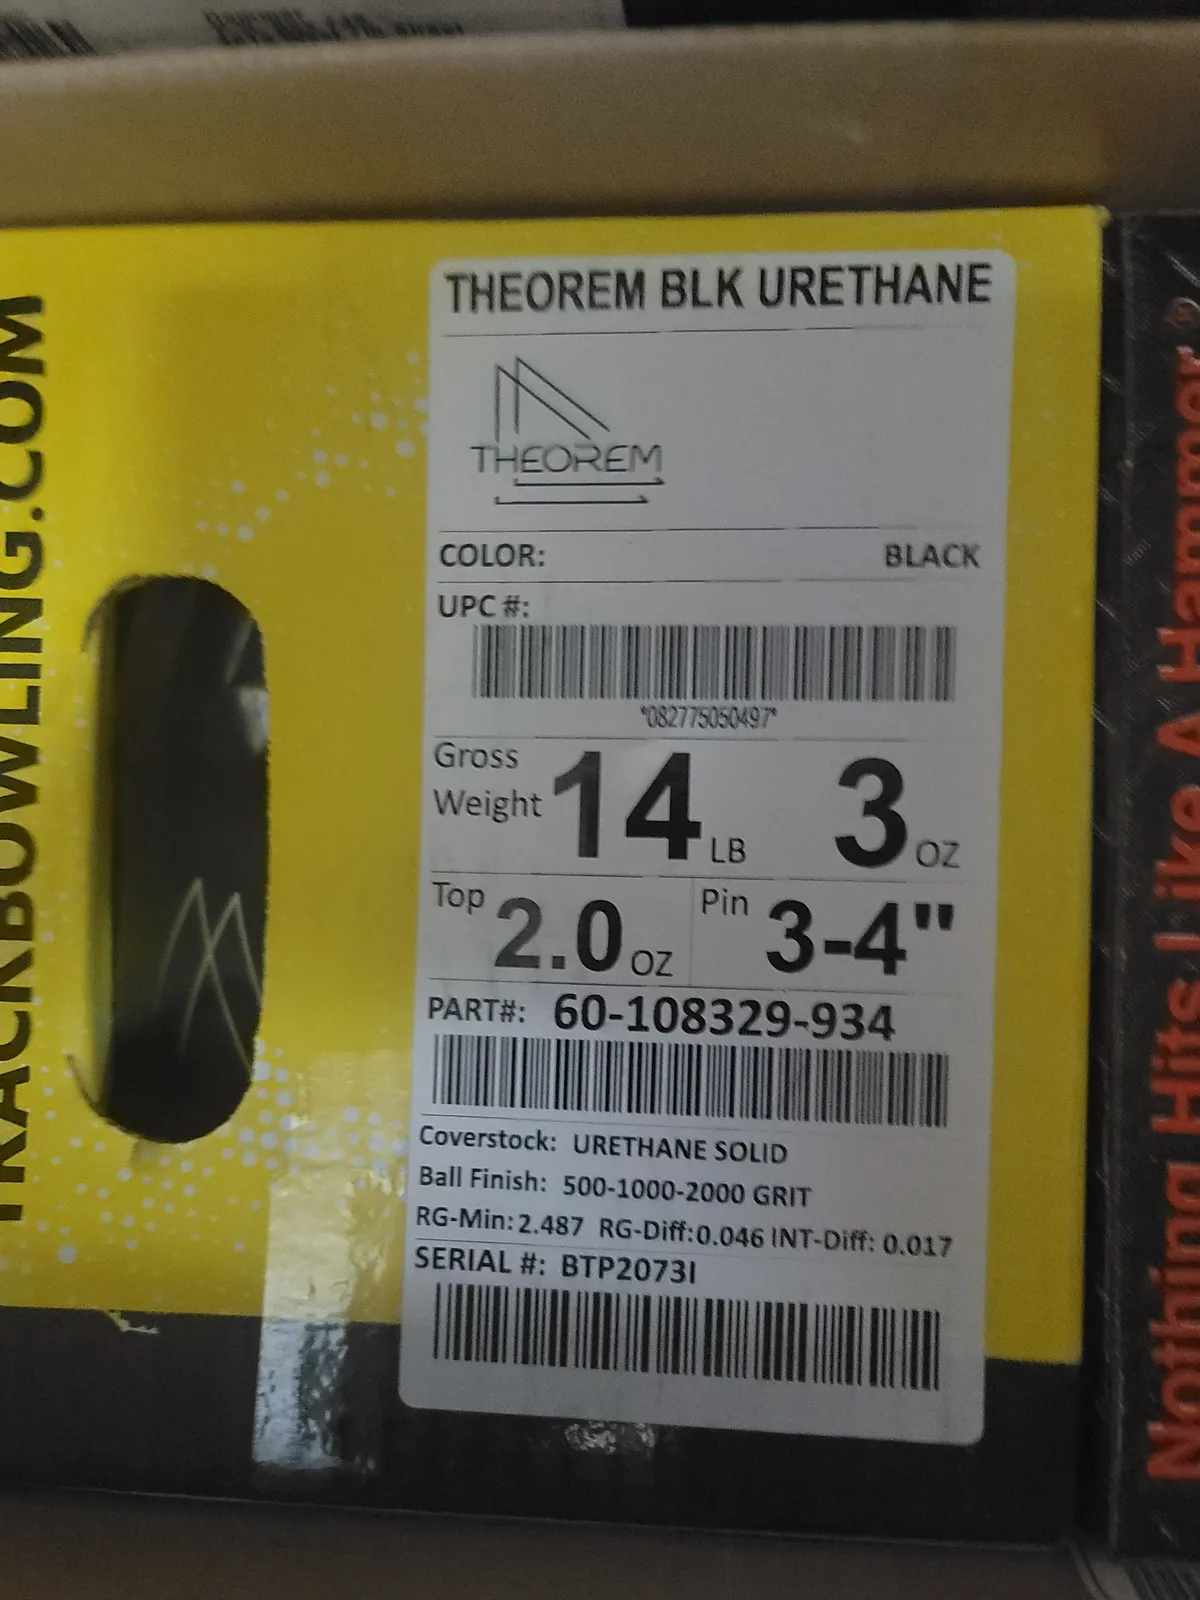 TRACKBOWLING.COM
THEOREM BLK URETHANE
THEOREM
COLOR: BLACK
UPC #:
*082775050497*
Gross Weight 14 LB 3 OZ
Top 2.0 OZ Pin 3-4"
PART#: 60-108329-934
Coverstock: URETHANE SOLID
Ball Finish: 500-1000-2000 GRIT
RG-Min: 2.487 RG-Diff: 0.046 INT-Diff: 0.017
SERIAL #: BTP2073I
Nothing Hits Like A Hammer®